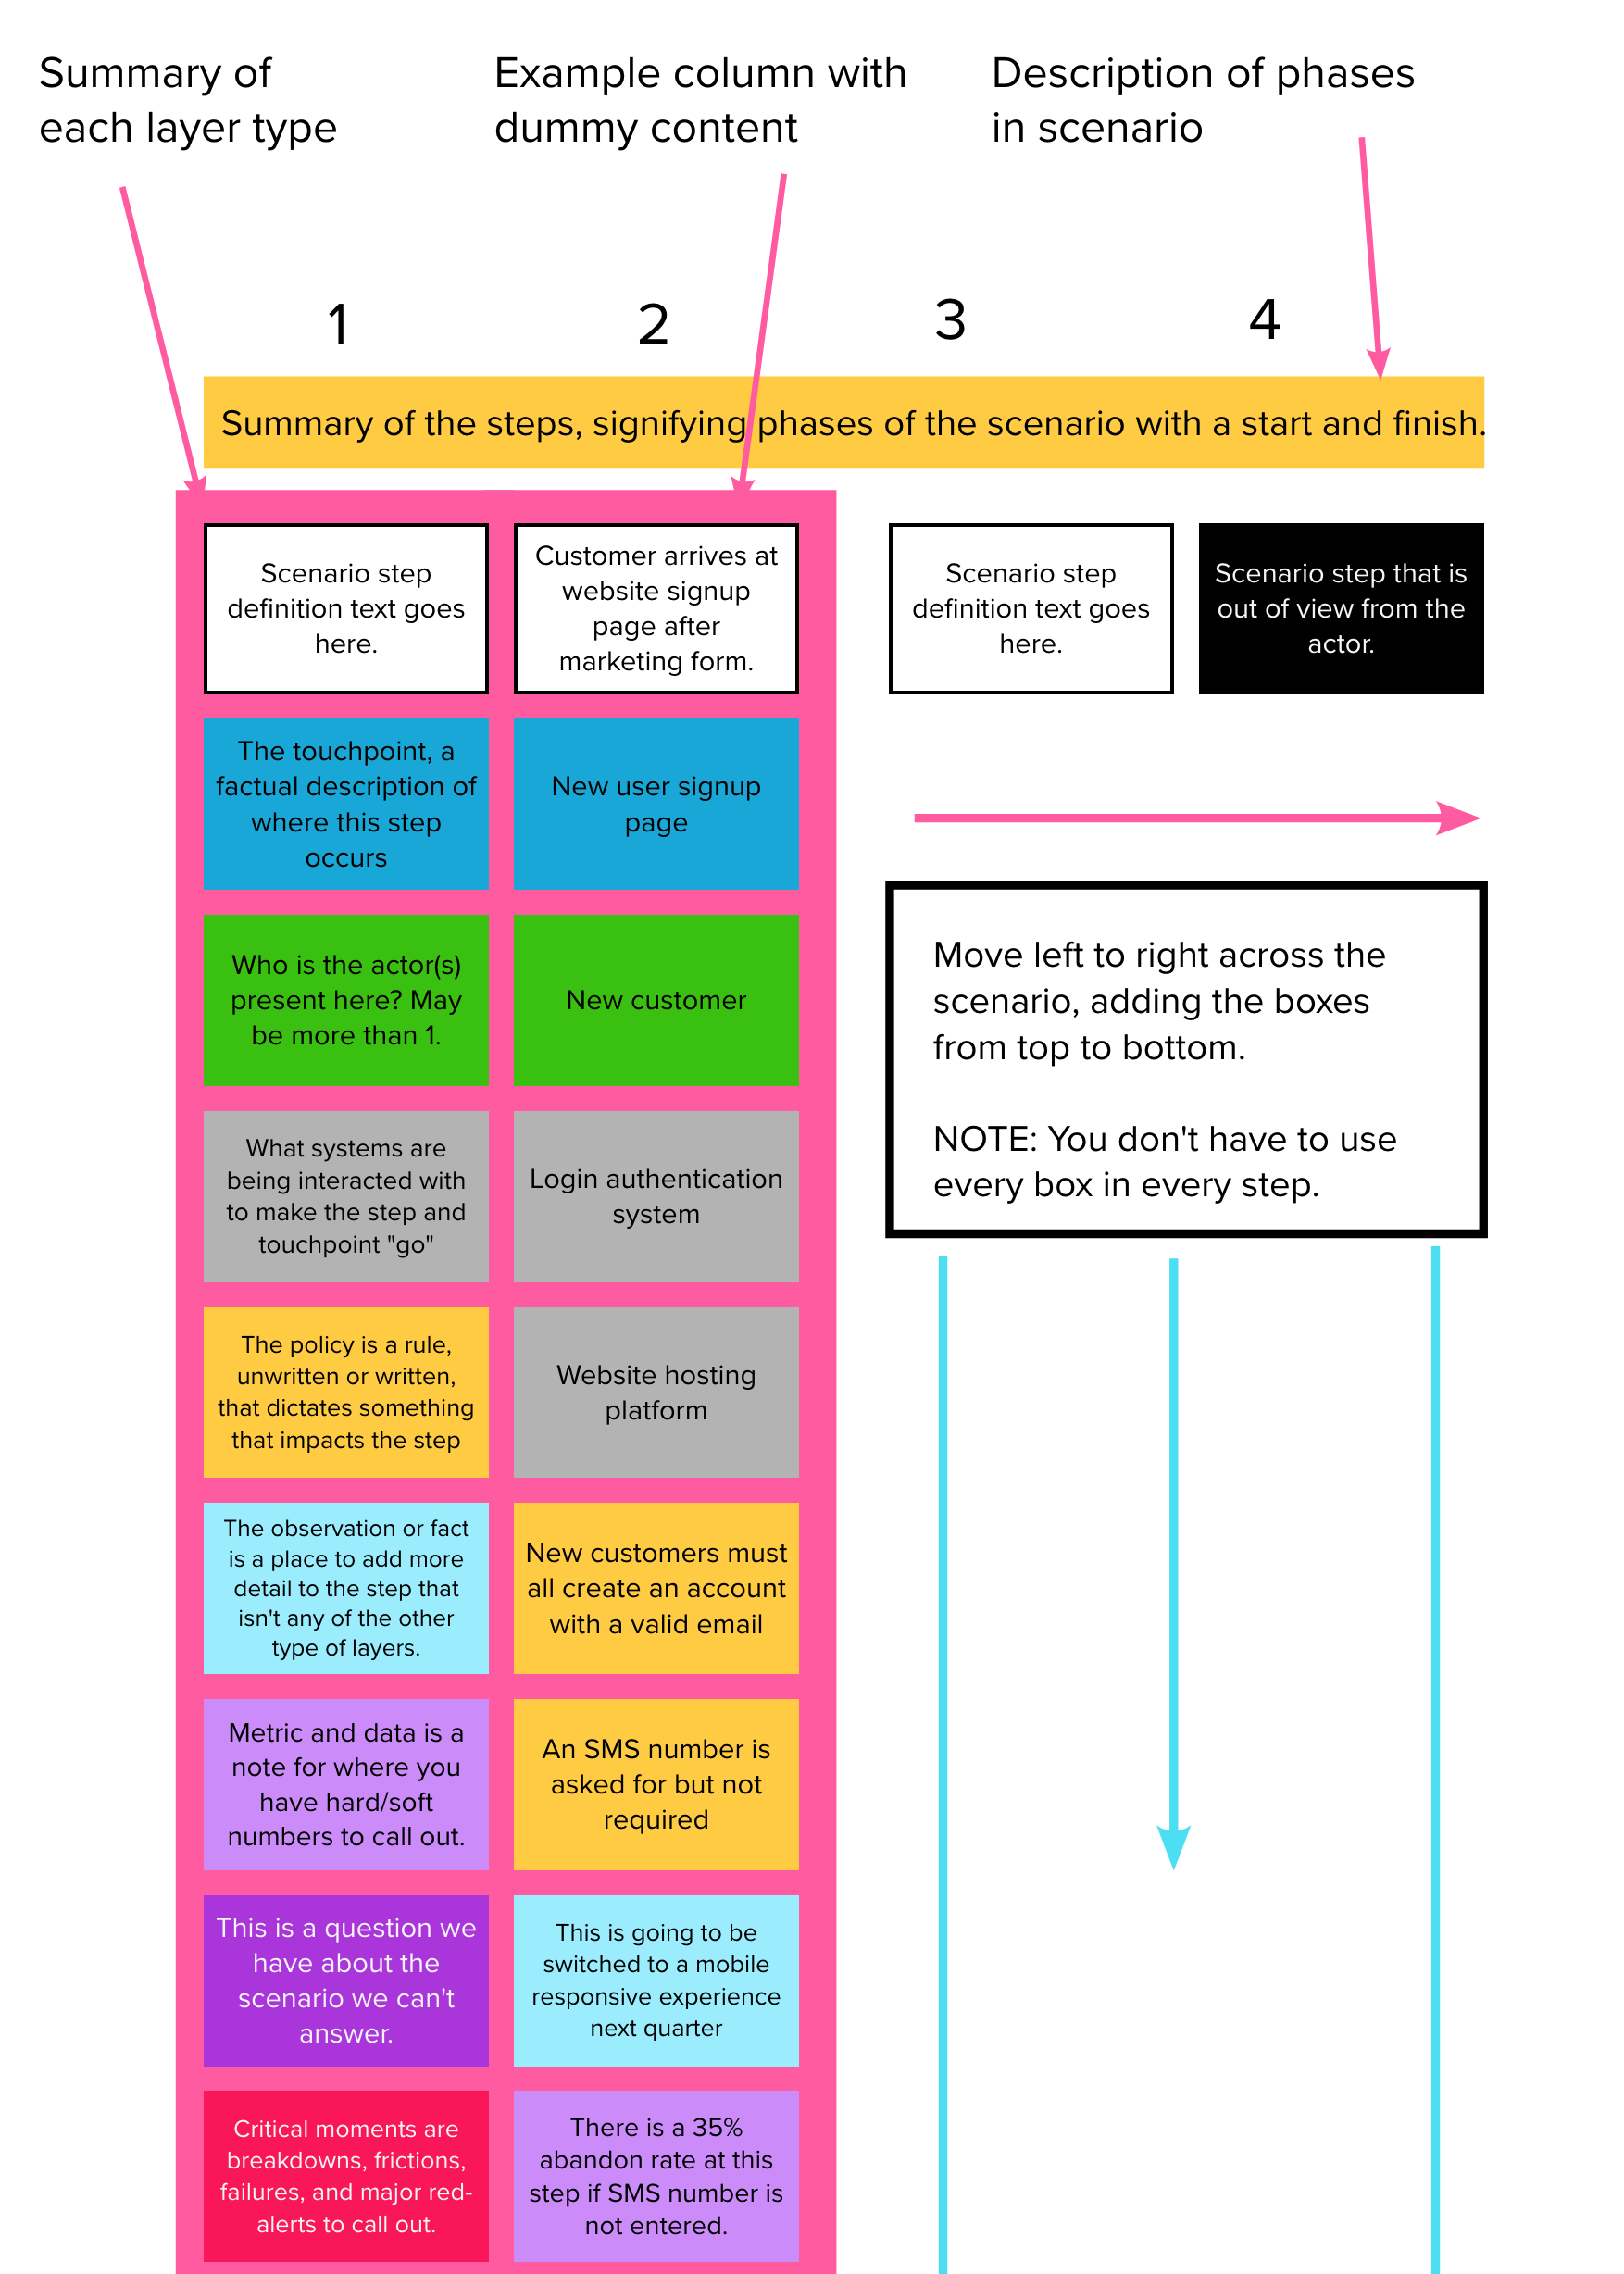 Summary of
each layer type
Example column with
dummy content
Description of phases
in scenario
1
2
3
4
Summary of the steps, signifying phases of the scenario with a start and finish.
Scenario step
definition text goes
here.
Customer arrives at
website signup
page after
marketing form.
Scenario step
definition text goes
here.
Scenario step that is
out of view from the
actor.
The touchpoint, a
factual description of
where this step
occurs
New user signup
page
Who is the actor(s)
present here? May
be more than 1.
New customer
Move left to right across the
scenario, adding the boxes
from top to bottom.
NOTE: You don't have to use
every box in every step.
What systems are
being interacted with
to make the step and
touchpoint "go"
Login authentication
system
The policy is a rule,
unwritten or written,
that dictates something
that impacts the step
Website hosting
platform
The observation or fact
is a place to add more
detail to the step that
isn't any of the other
type of layers.
New customers must
all create an account
with a valid email
Metric and data is a
note for where you
have hard/soft
numbers to call out.
An SMS number is
asked for but not
required
This is a question we
have about the
scenario we can't
answer.
This is going to be
switched to a mobile
responsive experience
next quarter
Critical moments are
breakdowns, frictions,
failures, and major red-
alerts to call out.
There is a 35%
abandon rate at this
step if SMS number is
not entered.